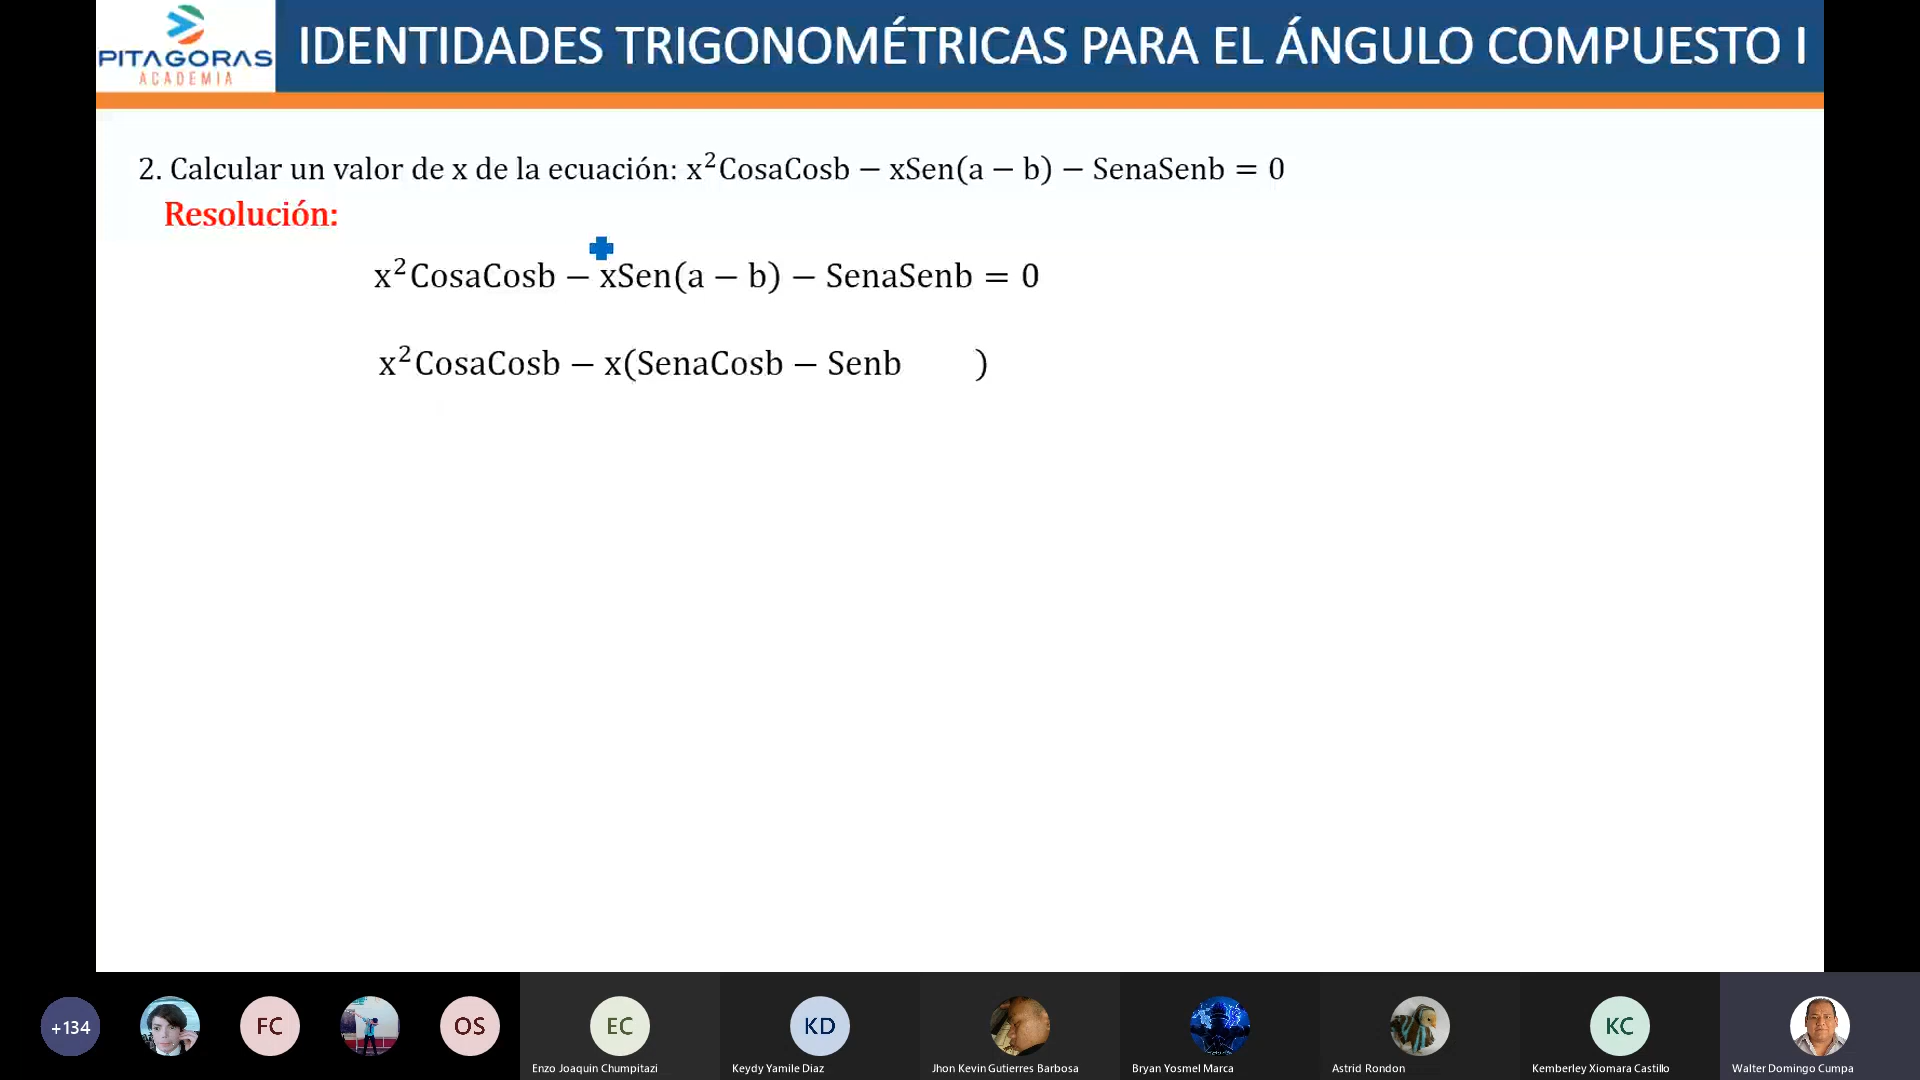 PITAGORAS
ACADEMIA
IDENTIDADES TRIGONOMÉTRICAS PARA EL ÁNGULO COMPUESTO I
2. Calcular un valor de x de la ecuación: x²CosaCosb − xSen(a − b) − SenaSenb = 0
Resolución:
x²CosaCosb − xSen(a − b) − SenaSenb = 0
x²CosaCosb − x(SenaCosb − Senb )
+134
FC
OS
EC
KD
KC
Enzo Joaquin Chumpitazi
Keydy Yamile Diaz
Jhon Kevin Gutierres Barbosa
Bryan Yosmel Marca
Astrid Rondon
Kemberley Xiomara Castillo
Walter Domingo Cumpa